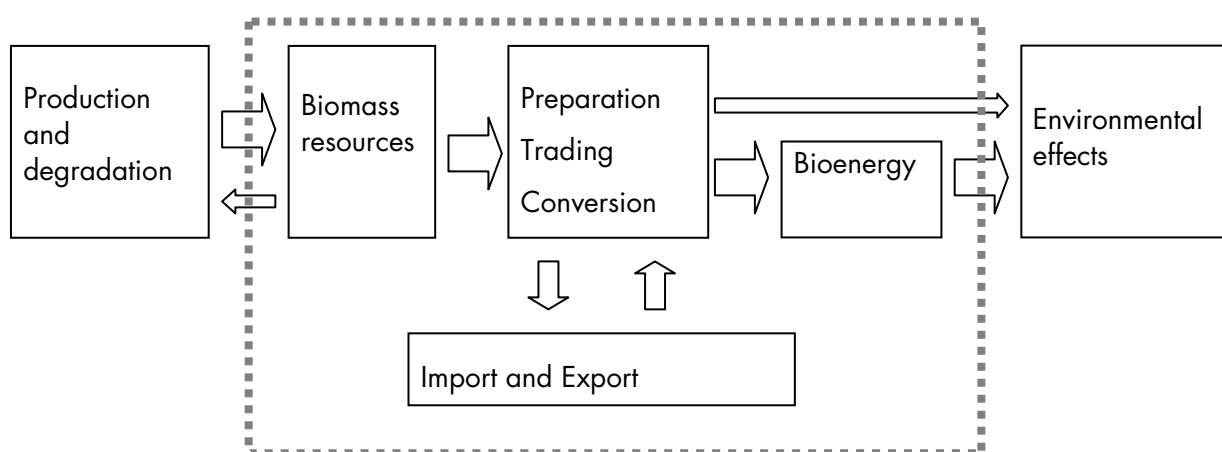 Production
and
degradation
Biomass
resources
Preparation
Trading
Conversion
Bioenergy
Environmental
effects
Import and Export